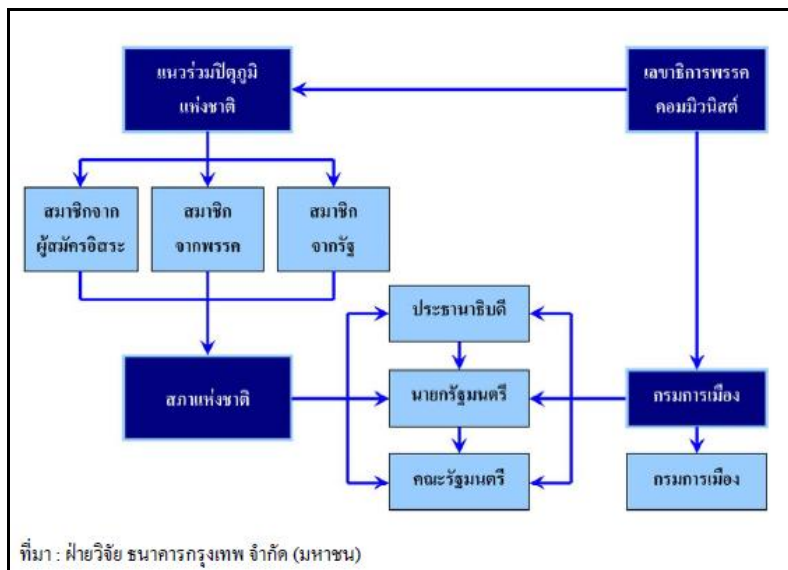 แนวร่วมปิตุภูมิ
แห่งชาติ
เลขาธิการพรรค
คอมมิวนิสต์
สมาชิกจาก
ผู้สมัครอิสระ
สมาชิก
จากพรรค
สมาชิก
จากรัฐ
ประธานาธิบดี
สภาแห่งชาติ
นายกรัฐมนตรี
กรมการเมือง
คณะรัฐมนตรี
กรมการเมือง
ที่มา : ฝ่ายวิจัย ธนาคารกรุงเทพ จำกัด (มหาชน)